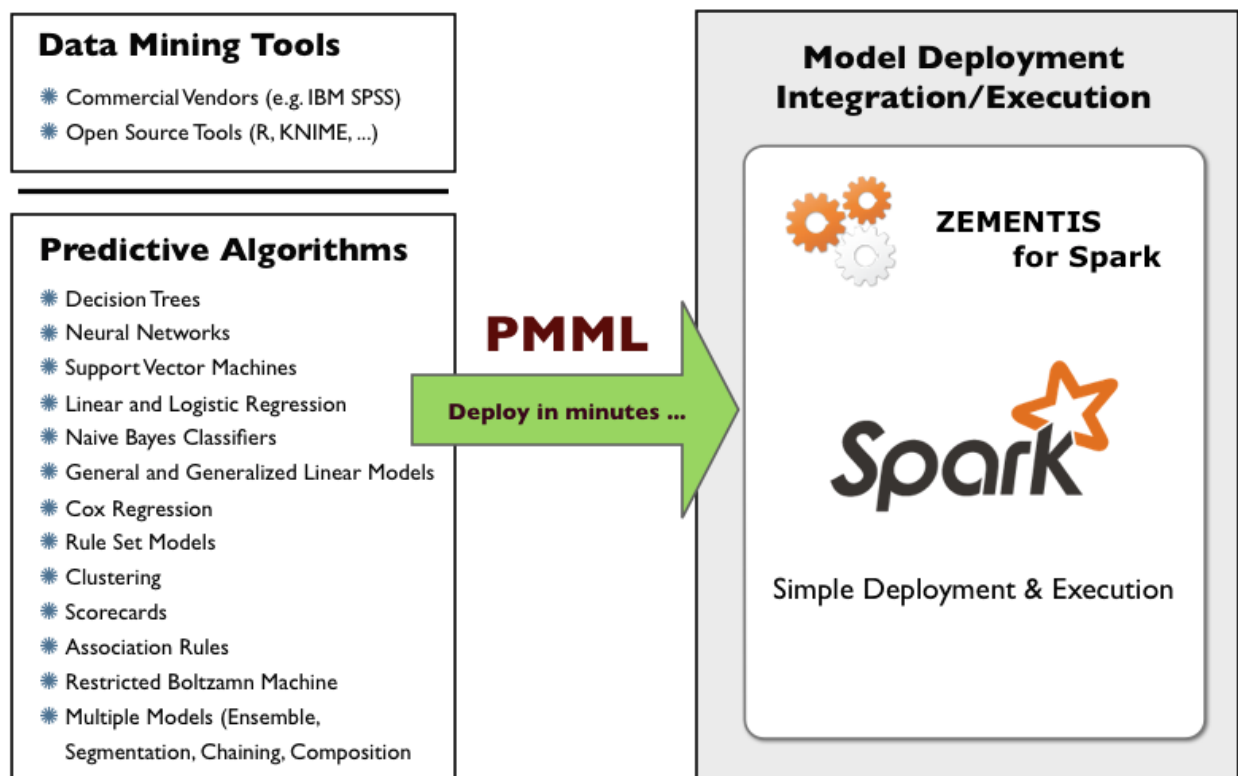 Data Mining Tools
Commercial Vendors (e.g. IBM SPSS)
Open Source Tools (R, KNIME, ...)
Predictive Algorithms
Decision Trees
Neural Networks
Support Vector Machines
Linear and Logistic Regression
Naive Bayes Classifiers
General and Generalized Linear Models
Cox Regression
Rule Set Models
Clustering
Scorecards
Association Rules
Restricted Boltzamn Machine
Multiple Models (Ensemble,
Segmentation, Chaining, Composition
PMML
Deploy in minutes ...
Model Deployment
Integration/Execution
ZEMENTIS
for Spark
Spark
Simple Deployment & Execution